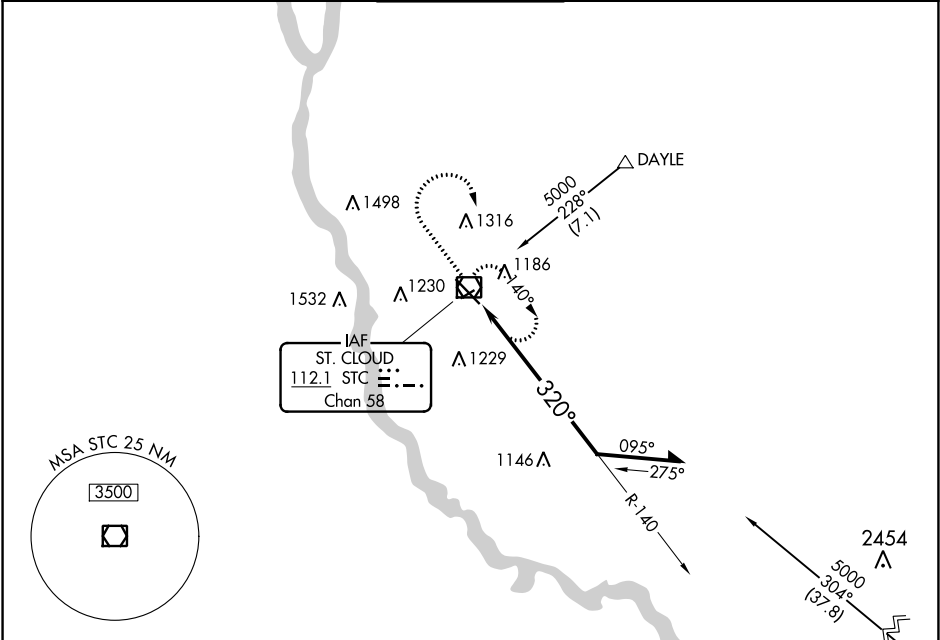 DAYLE
5000
228°
(7.1)
1498
1316
1186
140°
1230
1532
IAF
ST. CLOUD
112.1 STC
Chan 58
1229
320°
MSA STC 25 NM
3500
1146
095°
275°
R-140
2454
5000
304°
(37.8)